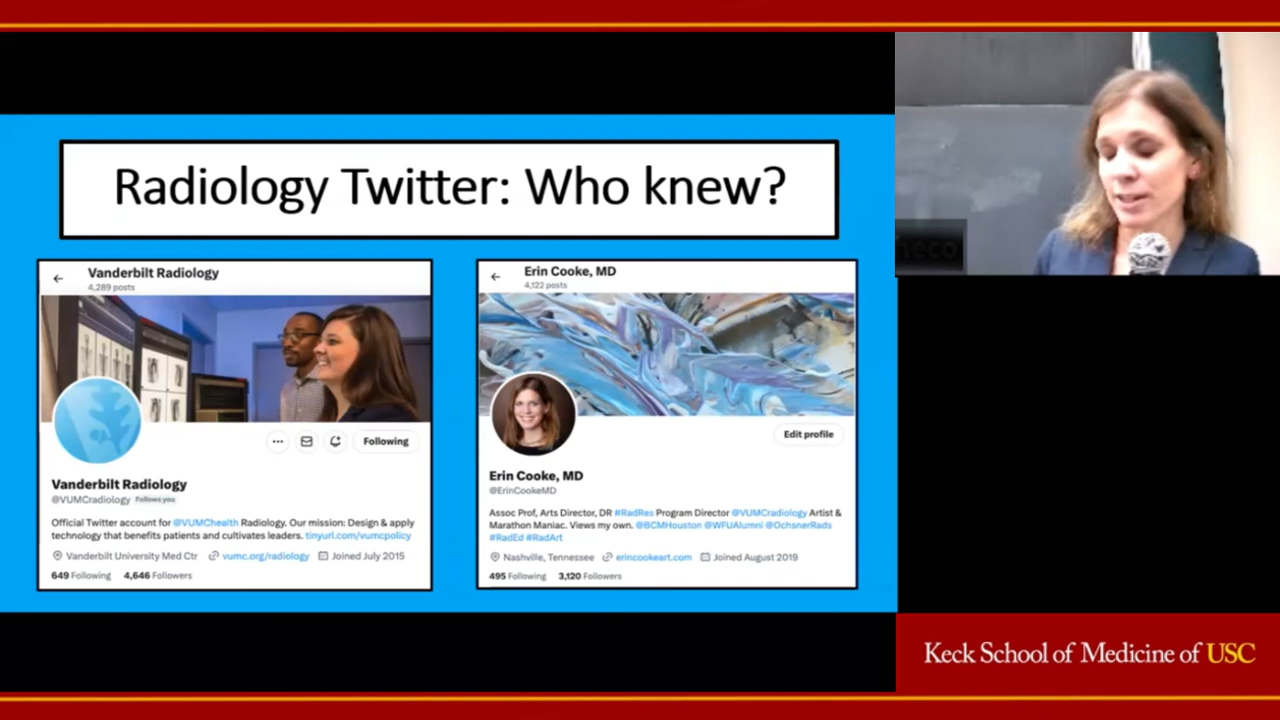 Radiology Twitter: Who knew?
Vanderbilt Radiology
4,289 posts
Following
Vanderbilt Radiology
@VUMCradiology Follows you
Official Twitter account for @VUMChealth Radiology. Our mission: Design & apply
technology that benefits patients and cultivates leaders. tinyurl.com/vumcpolicy
Vanderbilt University Med Ctr vumc.org/radiology Joined July 2015
649 Following 4,646 Followers
Erin Cooke, MD
4,122 posts
Edit profile
Erin Cooke, MD
@ErinCookeMD
Assoc Prof, Arts Director, DR #RadRes Program Director @VUMCradiology Artist &
Marathon Maniac. Views my own. @BCMHouston @WFUAlumni @OchsnerRads
#RadEd #RadArt
Nashville, Tennessee erincookeart.com Joined August 2019
495 Following 3,120 Followers
Keck School of Medicine of USC